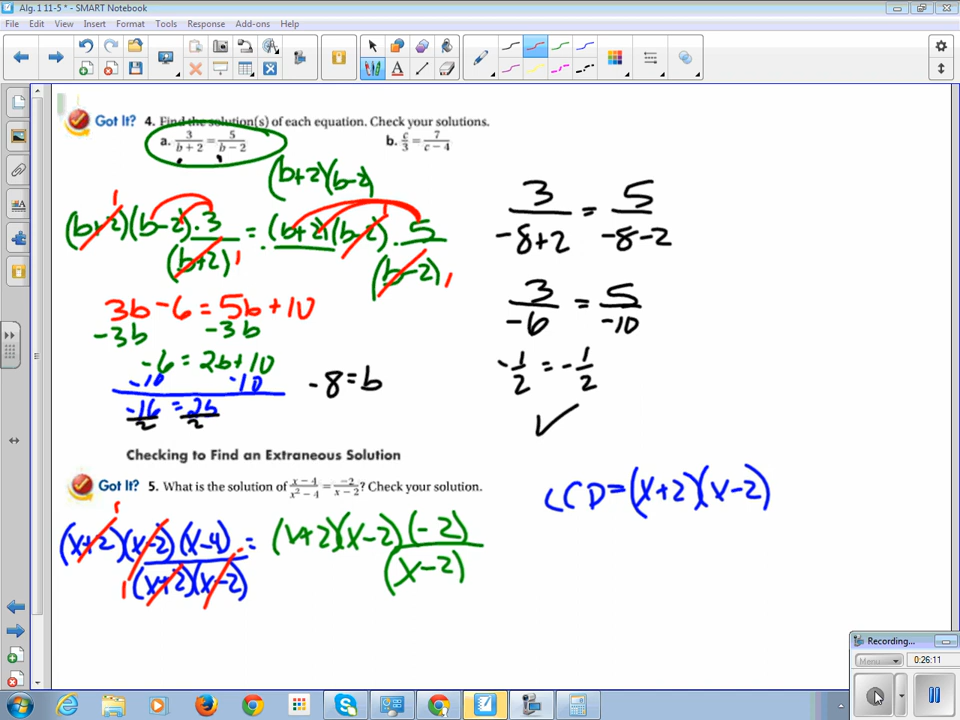 Alg. 1 11-5 * - SMART Notebook
File Edit View Insert Format Tools Response Add-ons Help
Got It? 4. Find the solution(s) of each equation. Check your solutions.
a. 3/(b + 2) = 5/(b − 2) b. c/3 = 7/(c − 4)
(b+2)(b-2)
(b+2)(b-2)·3/(b+2) = (b+2)(b-2)·5/(b-2)
1 1 1 1
3b - 6 = 5b + 10
-3b -3b
-6 = 2b + 10
-10 -10
-16/2 = 2b/2
-8 = b
3/(-8+2) = 5/(-8-2)
3/-6 = 5/-10
-1/2 = -1/2
Checking to Find an Extraneous Solution
Got It? 5. What is the solution of (x − 4)/(x² − 4) = −2/(x − 2)? Check your solution.
LCD = (x+2)(x-2)
(x+2)(x-2)(x-4)/(x+2)(x-2) = (x+2)(x-2)(-2)/(x-2)
1 1
Recording...
Menu 0:26:11